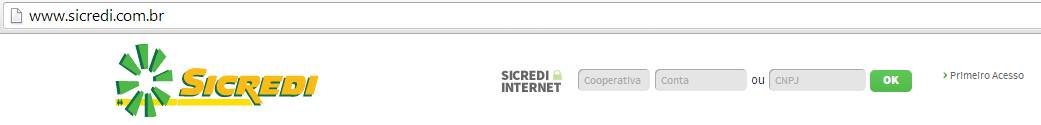 www.sicredi.com.br
SICREDI
SICREDI
INTERNET
Cooperativa Conta ou CNPJ OK
Primeiro Acesso